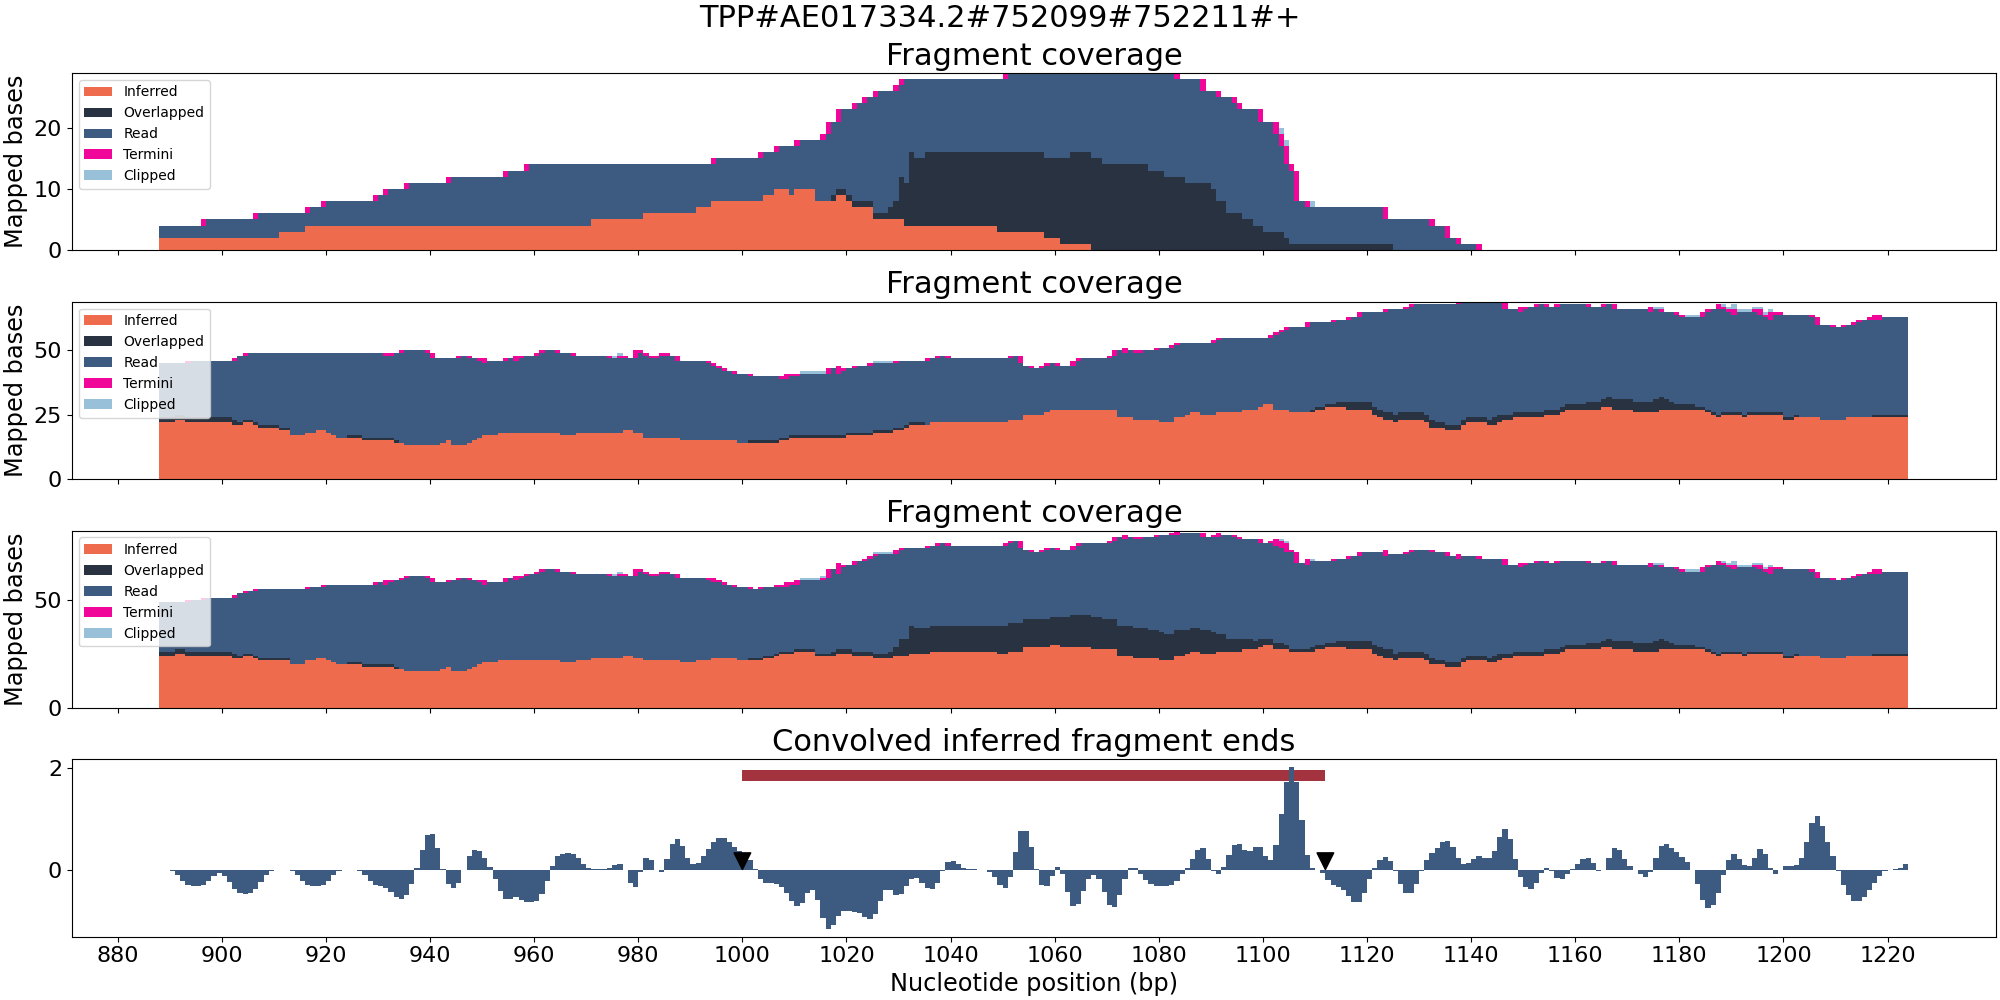 TPP#AE017334.2#752099#752211#+
Fragment coverage
Mapped bases
20
10
0
Inferred
Overlapped
Read
Termini
Clipped
Fragment coverage
Mapped bases
50
25
0
Inferred
Overlapped
Read
Termini
Clipped
Fragment coverage
Mapped bases
50
0
Inferred
Overlapped
Read
Termini
Clipped
Convolved inferred fragment ends
2
0
880 900 920 940 960 980 1000 1020 1040 1060 1080 1100 1120 1140 1160 1180 1200 1220
Nucleotide position (bp)